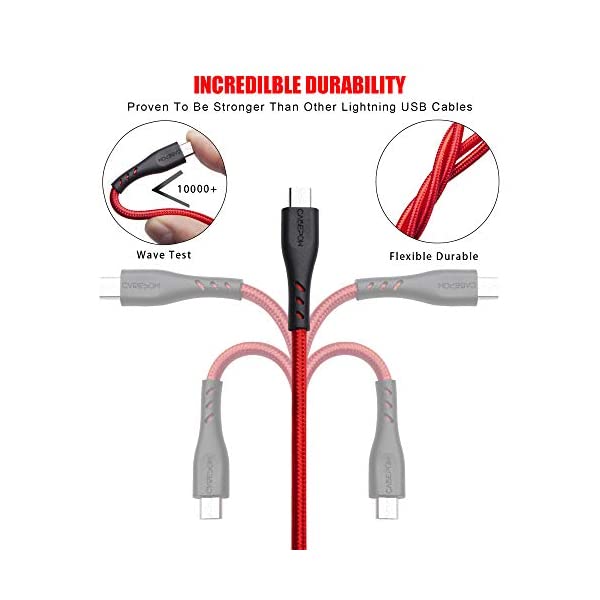 INCREDILBLE DURABILITY
Proven To Be Stronger Than Other Lightning USB Cables
CABEPOW
10000+
Wave Test
CABEPOW
Flexible Durable
CABEPOW
CABEPOW
CABEPOW
CABEPOW